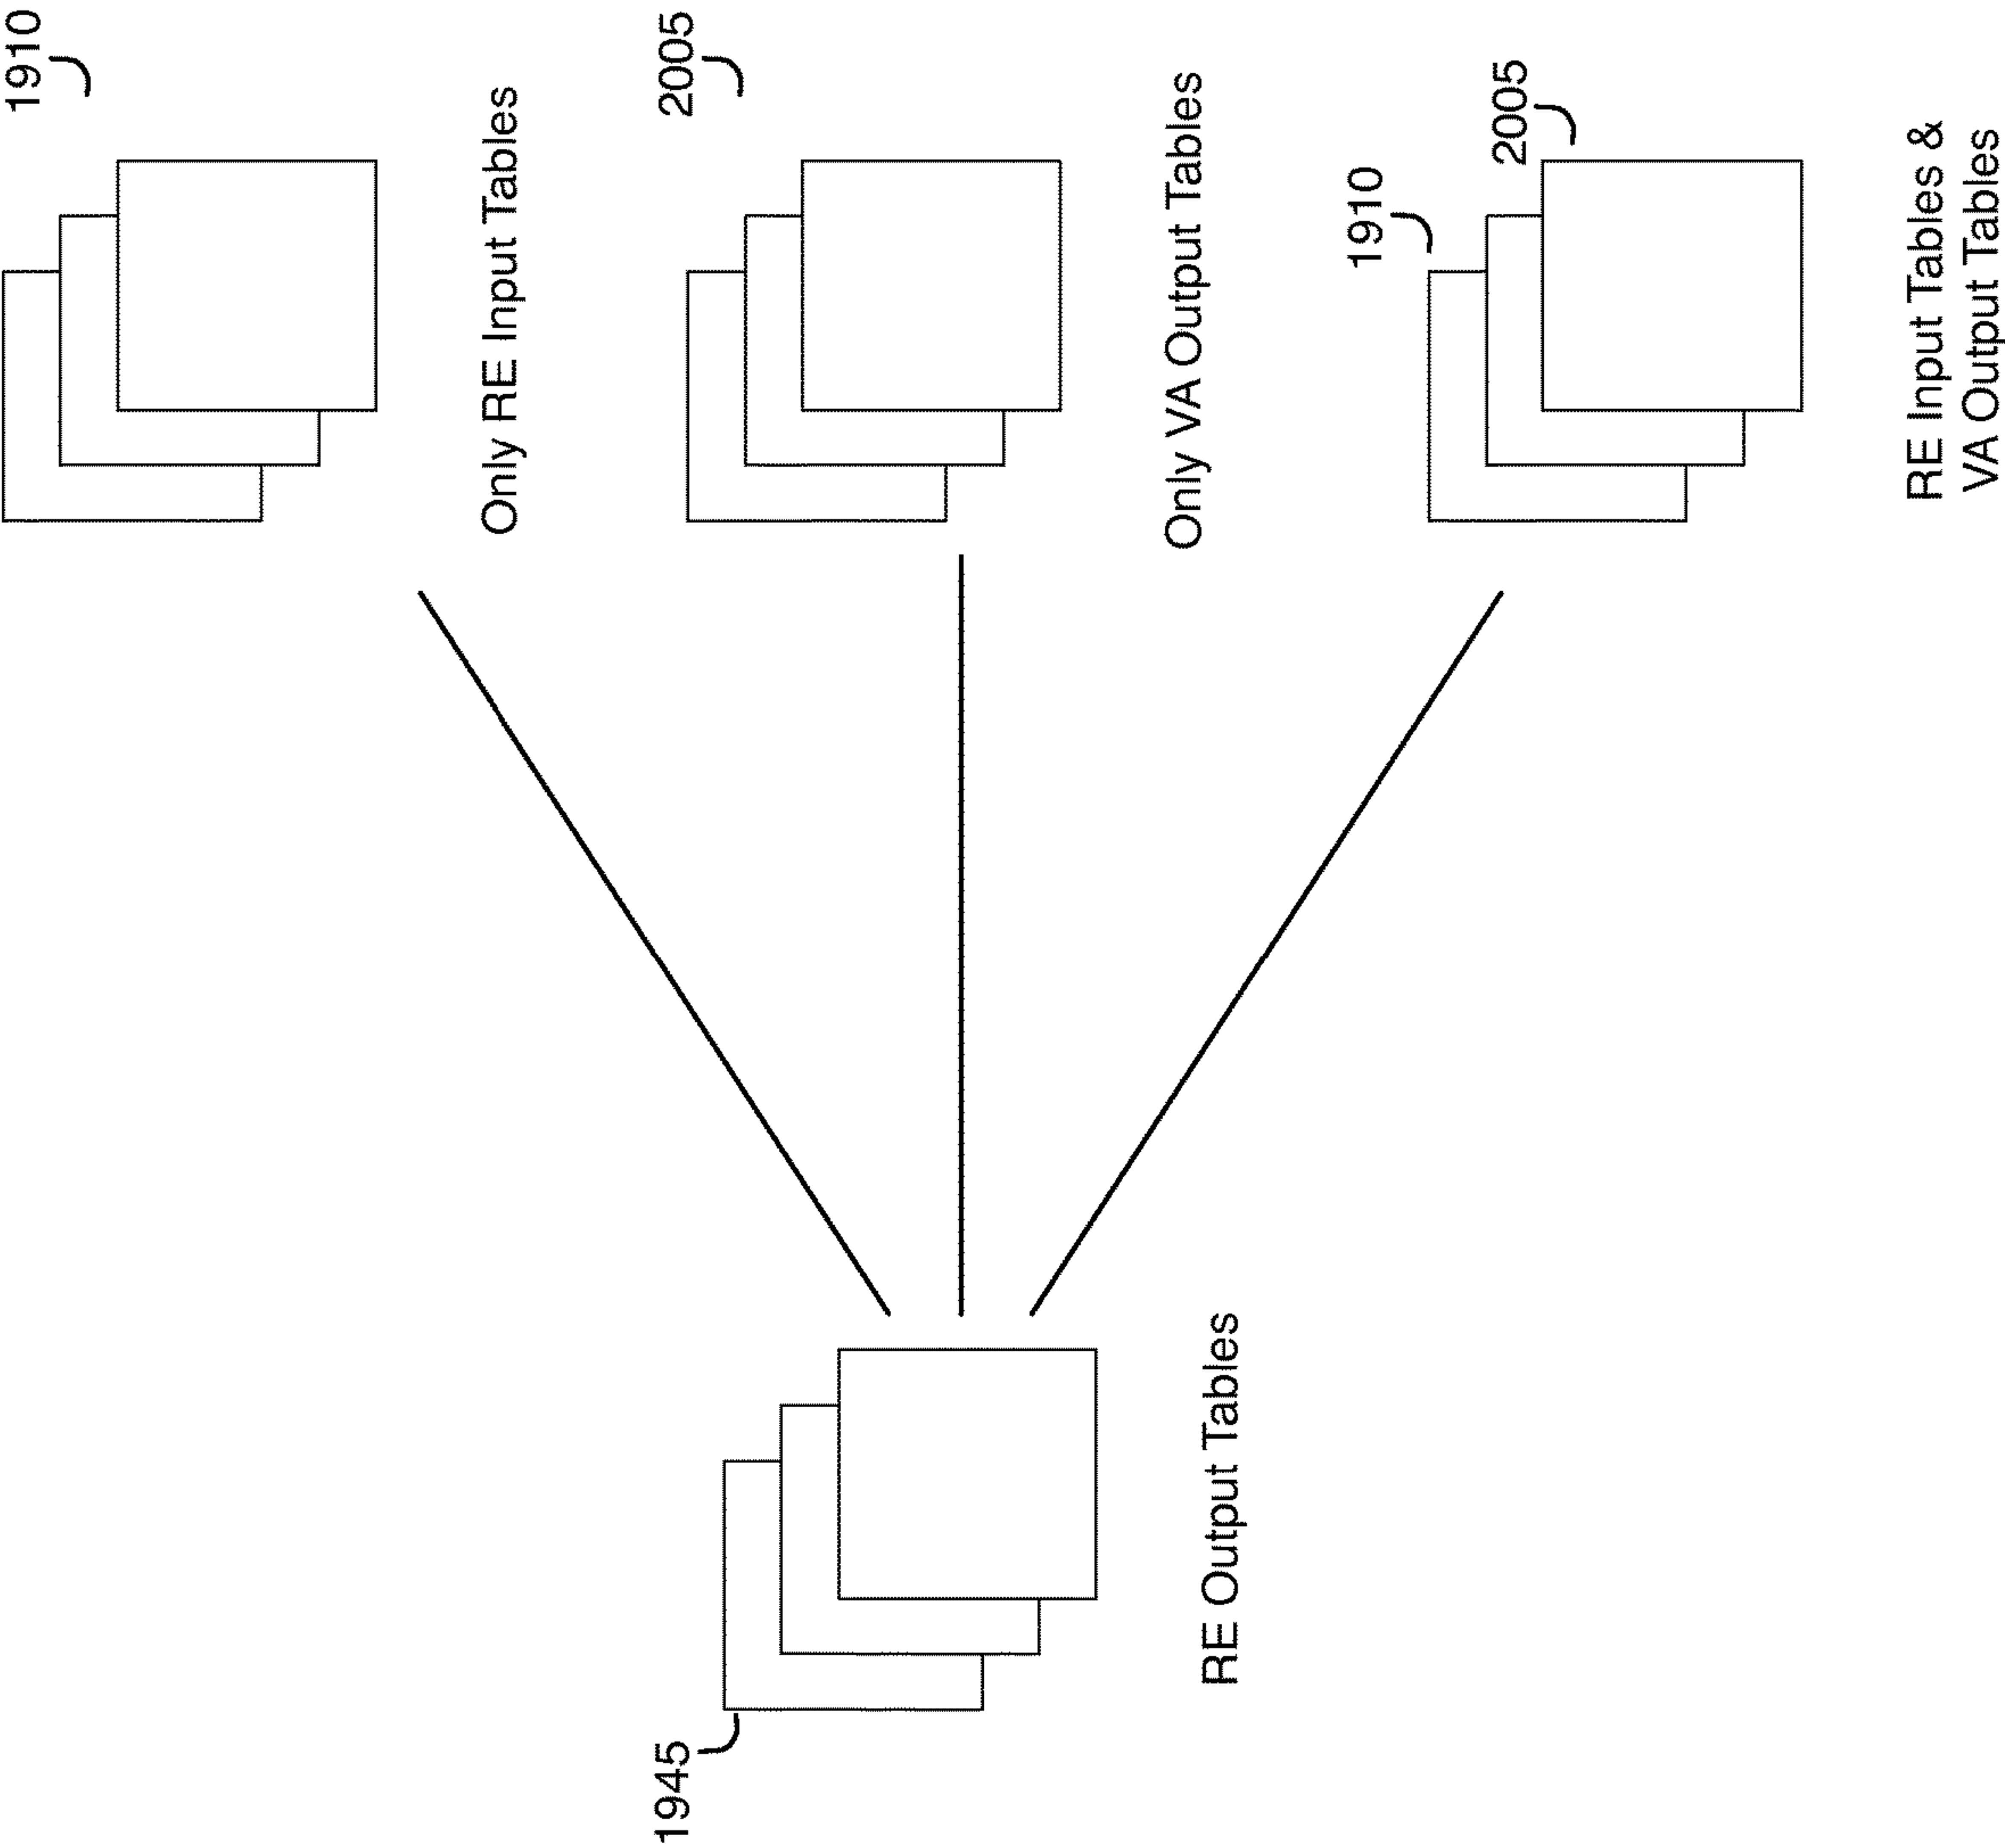 1910
Only RE Input Tables
1945
RE Output Tables
2005
Only VA Output Tables
1910
2005
RE Input Tables &
VA Output Tables